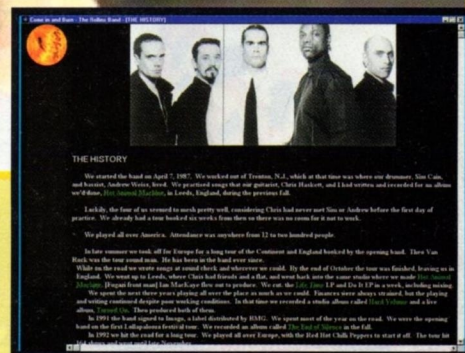 Come in and Burn - The Rollins Band - [THE HISTORY]
THE HISTORY
We started the band on April 7, 1987. We worked out of Trenton, N.J., which at that time was where our drummer, Sim Cain,
and bassist, Andrew Weiss, lived. We practised songs that our guitarist, Chris Haskett, and I had written and recorded for an album
we'd done, Hot Animal Machine, in Leeds, England, during the previous fall.
Luckily, the four of us seemed to mesh pretty well, considering Chris had never met Sim or Andrew before the first day of
practice. We already had a tour booked six weeks from then so there was no room for it not to work.
We played all over America. Attendance was anywhere from 12 to two hundred people.
In late summer we took off for Europe for a long tour of the Continent and England booked by the opening band. Theo Van
Rock was the tour sound man. He has been in the band ever since.
While on the road we wrote songs at sound check and wherever we could. By the end of October the tour was finished, leaving us in
England. We went up to Leeds, where Chris had friends and a flat, and went back into the same studio where we made Hot Animal
Machine. [Fugazi front man] Ian MacKaye flew out to produce. We cut the Life Time LP and Do It EP in a week, including mixing.
We spent the next three years playing all over the place as much as we could. Finances were always strained, but the playing
and writing continued despite poor working conditions. In that time we recorded a studio album called Hard Volume and a live
album, Turned On. Theo produced both of them.
In 1991 the band signed to Imago, a label distributed by BMG. We spent most of the year on the road. We were the opening
band on the first Lollapalooza festival tour. We recorded an album called The End of Silence in the fall.
In 1992 we hit the road for a long tour. We played all over Europe, with the Red Hot Chili Peppers to start it off. The tour hit
164 shows and went until late November.